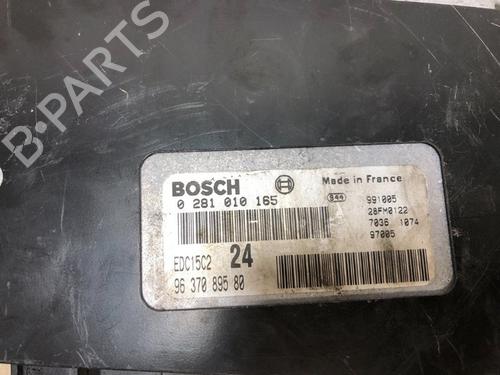 B-PARTS
BOSCH
Made in France
0 281 010 165
S44
991005
28FM0122
7036 1074
97005
EDC15C2 24
96 370 895 80